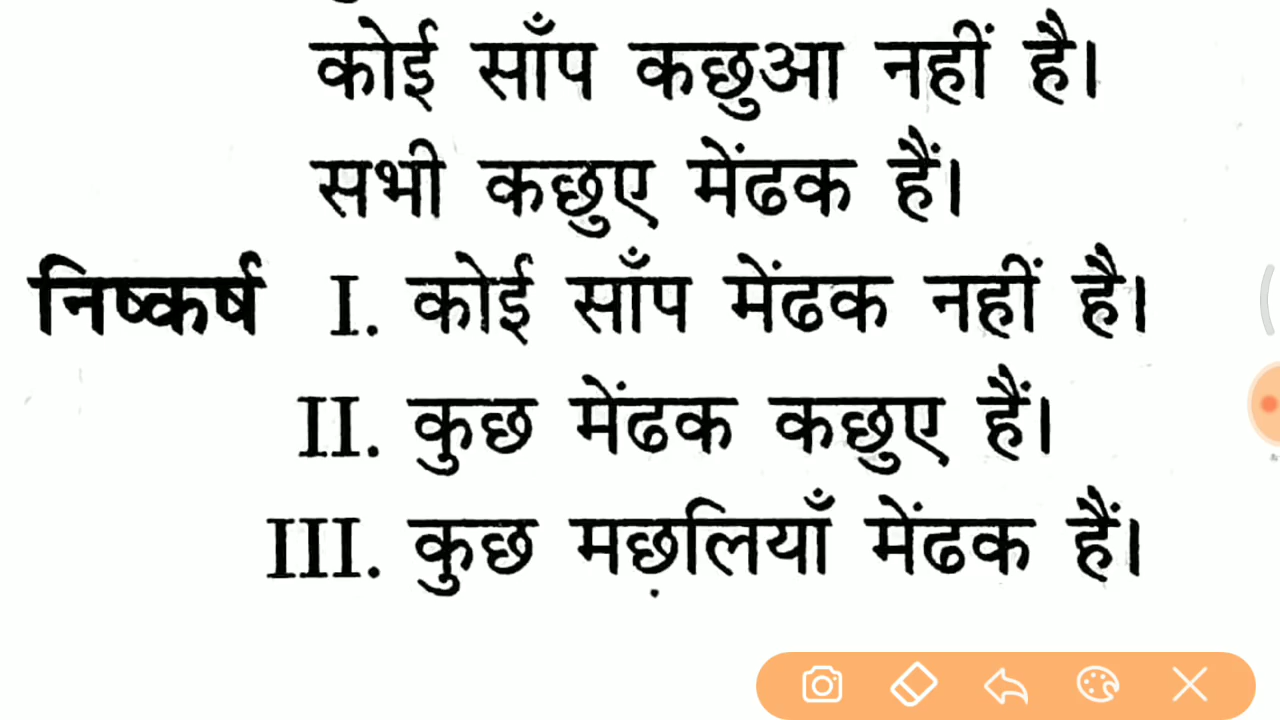 कोई साँप कछुआ नहीं है।
सभी कछुए मेंढक हैं।
निष्कर्ष I. कोई साँप मेंढक नहीं है।
II. कुछ मेंढक कछुए हैं।
III. कुछ मछलियाँ मेंढक हैं।